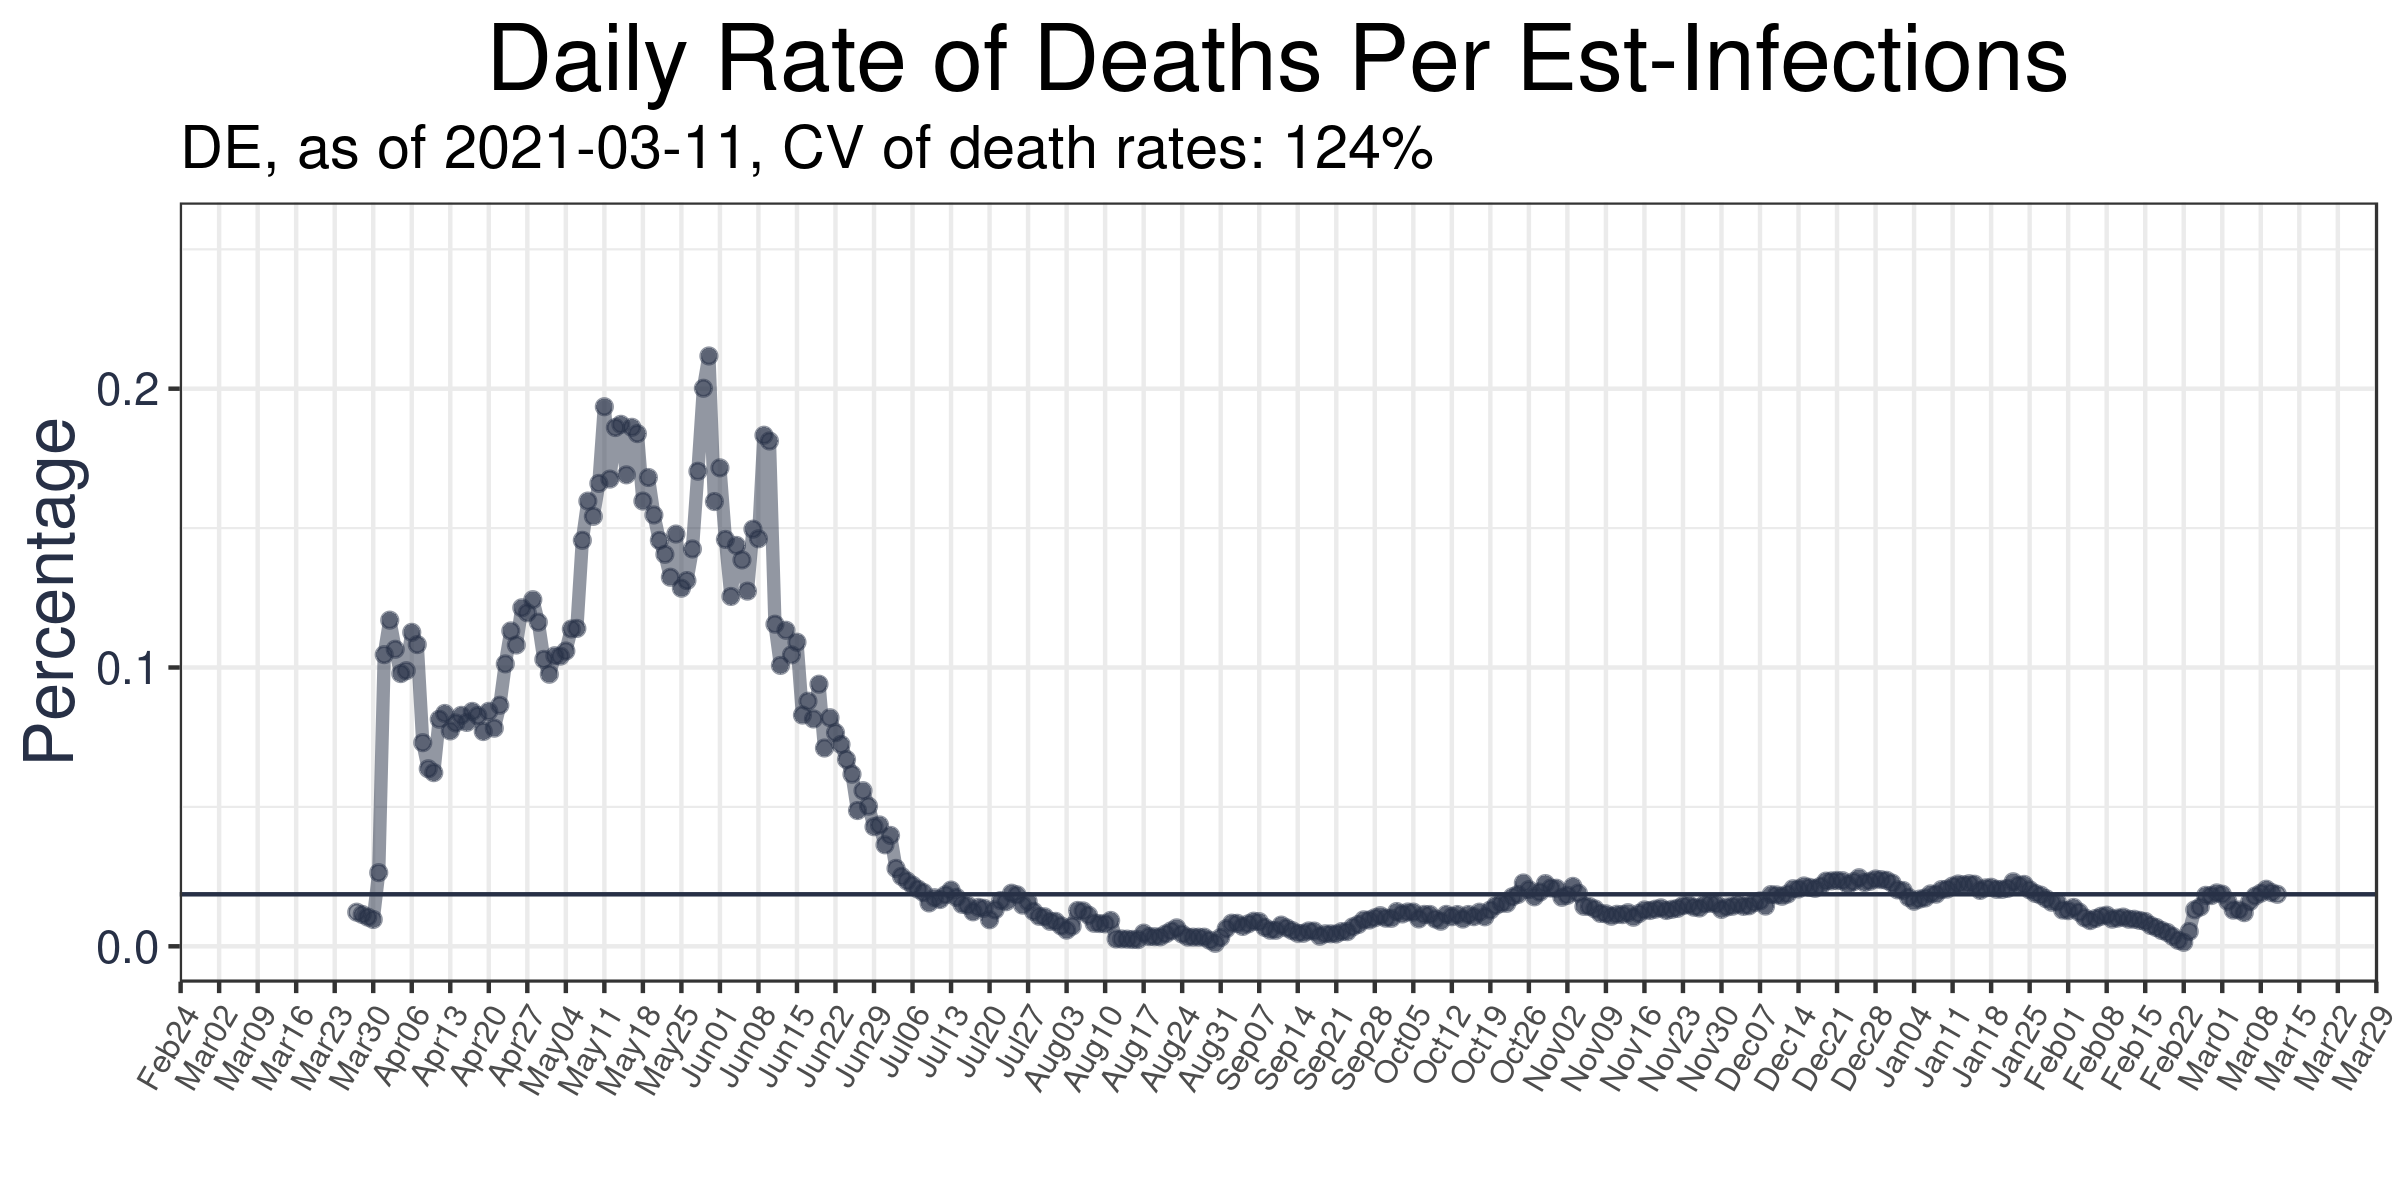 Daily Rate of Deaths Per Est-Infections
DE, as of 2021-03-11, CV of death rates: 124%
Percentage
0.2
0.1
0.0
Feb24
Mar02
Mar09
Mar16
Mar23
Mar30
Apr06
Apr13
Apr20
Apr27
May04
May11
May18
May25
Jun01
Jun08
Jun15
Jun22
Jun29
Jul06
Jul13
Jul20
Jul27
Aug03
Aug10
Aug17
Aug24
Aug31
Sep07
Sep14
Sep21
Sep28
Oct05
Oct12
Oct19
Oct26
Nov02
Nov09
Nov16
Nov23
Nov30
Dec07
Dec14
Dec21
Dec28
Jan04
Jan11
Jan18
Jan25
Feb01
Feb08
Feb15
Feb22
Mar01
Mar08
Mar15
Mar22
Mar29